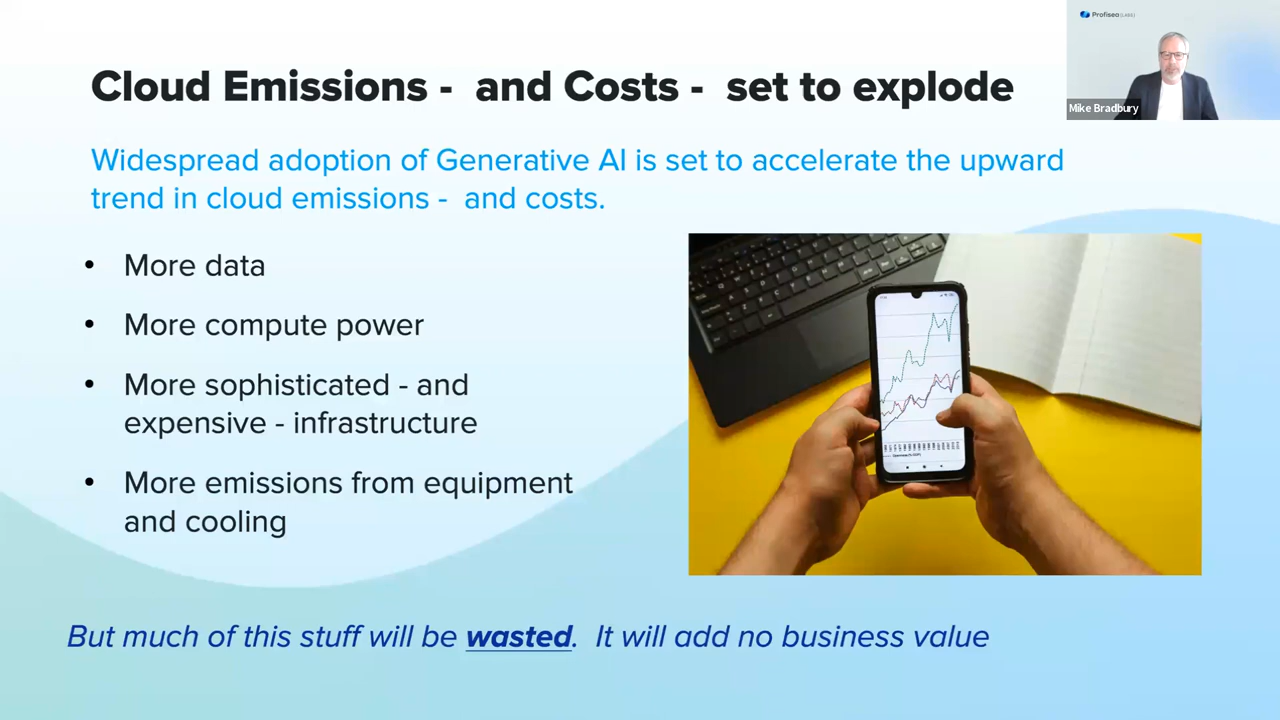 Profisea LABS
Mike Bradbury
Cloud Emissions - and Costs - set to explode
Widespread adoption of Generative AI is set to accelerate the upward
trend in cloud emissions - and costs.
• More data
• More compute power
• More sophisticated - and
expensive - infrastructure
• More emissions from equipment
and cooling
But much of this stuff will be wasted. It will add no business value